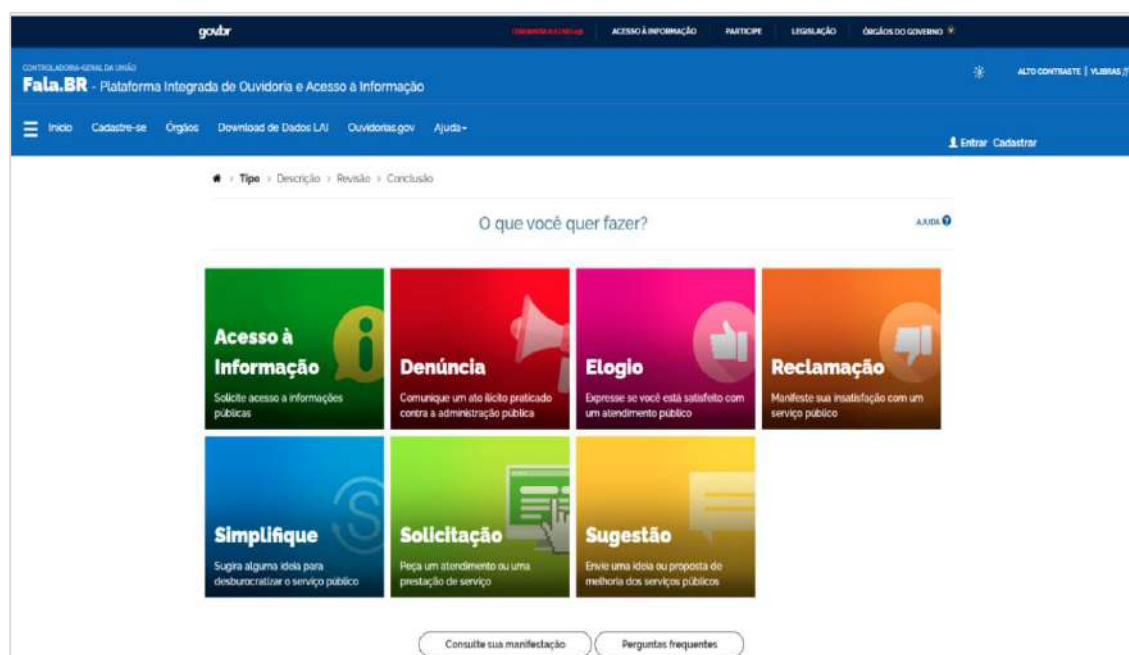 gov.br
ACESSO À INFORMAÇÃO
PARTICIPE
LEGISLAÇÃO
ÓRGÃOS DO GOVERNO
CONTROLADORIA-GERAL DA UNIÃO
Fala.BR - Plataforma Integrada de Ouvidoria e Acesso à Informação
ALTO CONTRASTE | VLIBRAS
Início Cadastre-se Órgãos Download de Dados LAI Ouvidorias.gov Ajuda
Entrar Cadastrar
Tipo > Descrição > Revisão > Conclusão
O que você quer fazer?
AJUDA
Acesso à
Informação
Solicite acesso a informações
públicas
Denúncia
Comunique um ato ilícito praticado
contra a administração pública
Elogio
Expresse se você está satisfeito com
um atendimento público
Reclamação
Manifeste sua insatisfação com um
serviço público
Simplifique
Sugira alguma ideia para
desburocratizar o serviço público
Solicitação
Peça um atendimento ou uma
prestação de serviço
Sugestão
Envie uma ideia ou proposta de
melhoria dos serviços públicos
Consulte sua manifestação
Perguntas frequentes